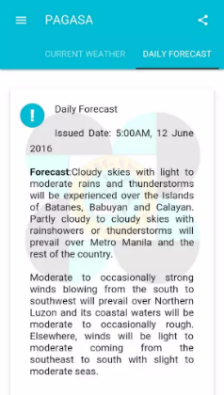 PAGASA
CURRENT WEATHER DAILY FORECAST
Daily Forecast
Issued Date: 5:00AM, 12 June
2016
Forecast:Cloudy skies with light to
moderate rains and thunderstorms
will be experienced over the Islands
of Batanes, Babuyan and Calayan.
Partly cloudy to cloudy skies with
rainshowers or thunderstorms will
prevail over Metro Manila and the
rest of the country.
Moderate to occasionally strong
winds blowing from the south to
southwest will prevail over Northern
Luzon and its coastal waters will be
moderate to occasionally rough.
Elsewhere, winds will be light to
moderate coming from the
southeast to south with slight to
moderate seas.